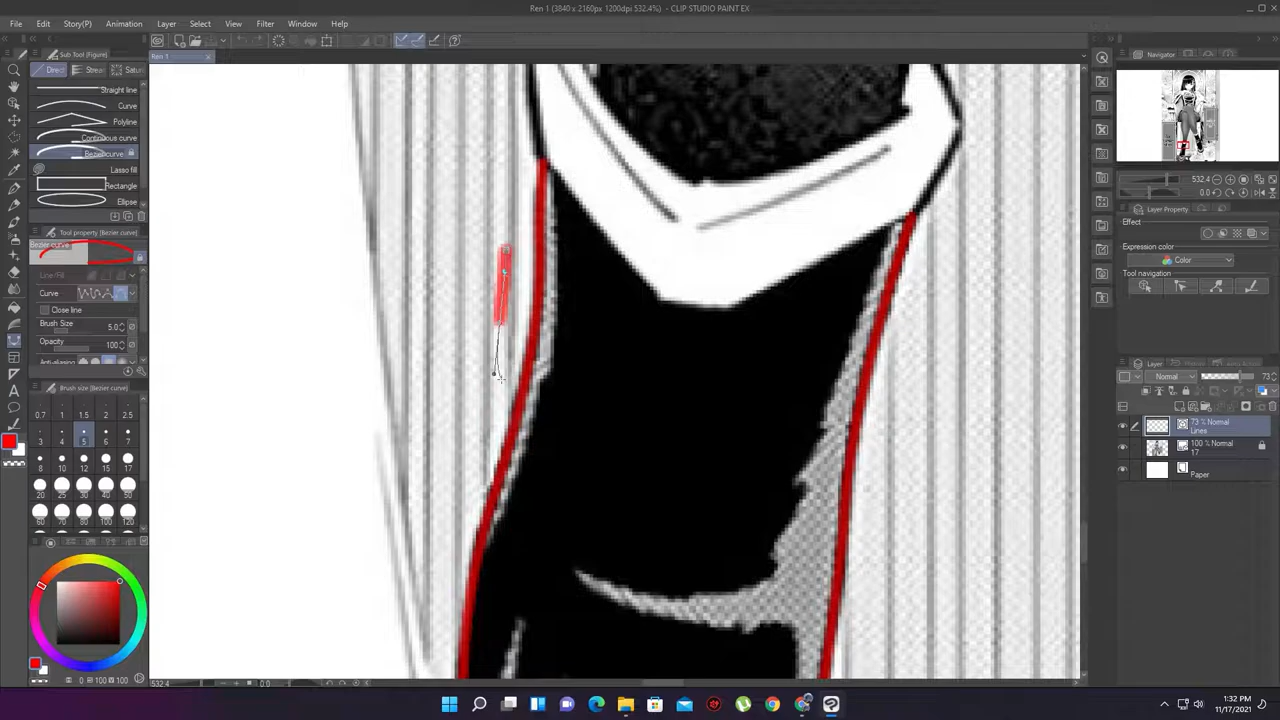 Ren 1 (3840 x 2160px 1200dpi 532.4%) - CLIP STUDIO PAINT EX
File Edit Story(P) Animation Layer Select View Filter Window Help
Sub Tool [Figure]
Ren 1
Direct Strea Satur
Straight line
Curve
Polyline
Continuous curve
Bezier curve
Lasso fill
Rectangle
Ellipse
Tool property [Bezier curve]
Bezier curve
Line/Fill
Curve
Close line
Brush Size 5.0
Opacity 100
Anti-aliasing
Brush size [Bezier curve]
0.7 1 1.5 2 2.5
3 4 5 6 7
8 10 12 15 17
20 25 30 40 50
60 70 80 100 120
0 100 100
532.4 0.0
Navigator
532.4
0.0
Layer Property
Effect
Expression color
Color
Tool navigation
Layer
Normal 73
73 % Normal
Lines
100 % Normal
17
Paper
1:32 PM
11/17/2021